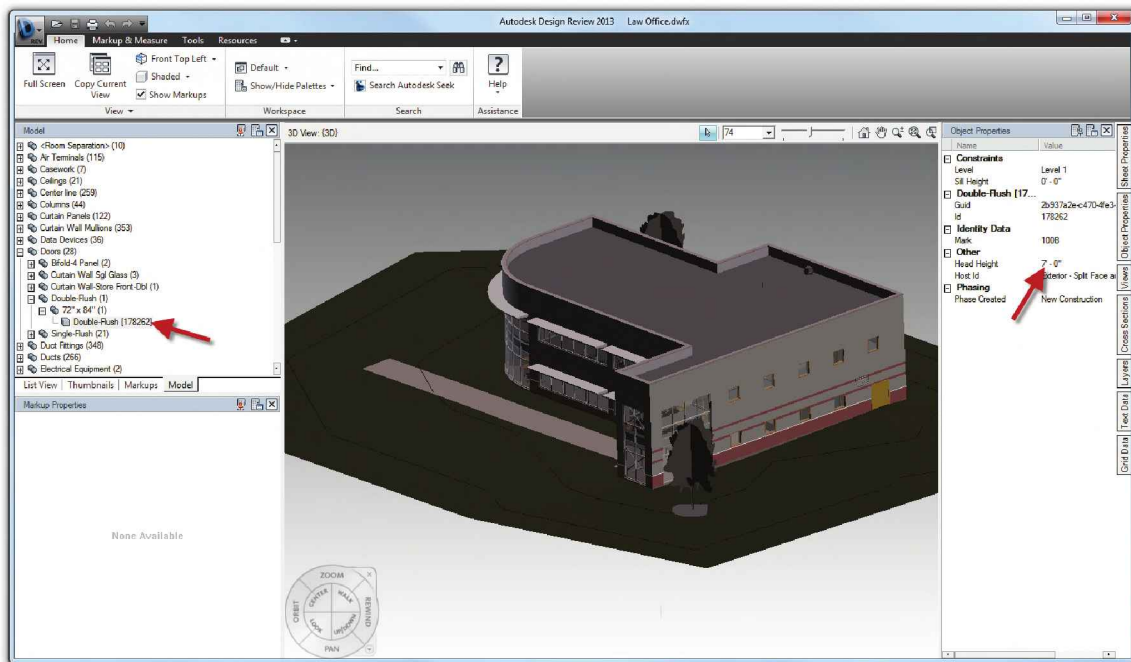 Autodesk Design Review 2013 Law Office.dwfx
REV
Home Markup & Measure Tools Resources
Full Screen
Copy Current View
Front Top Left
Shaded
Show Markups
View
Default
Show/Hide Palettes
Workspace
Find...
Search Autodesk Seek
Search
?
Help
Assistance
Model
<Room Separation> (10)
Air Terminals (115)
Casework (7)
Ceilings (21)
Center line (259)
Columns (44)
Curtain Panels (122)
Curtain Wall Mullions (353)
Data Devices (36)
Doors (28)
Bifold-4 Panel (2)
Curtain Wall Sgl Glass (3)
Curtain Wall-Store Front-Dbl (1)
Double-Flush (1)
72" x 84" (1)
Double-Flush [178262]
Single-Flush (21)
Duct Fittings (348)
Ducts (266)
Electrical Equipment (2)
List View Thumbnails Markups Model
Markup Properties
None Available
3D View: {3D}
74
ZOOM
ORBIT
CENTER
WALK
REWIND
LOOK
UP/DOWN
PAN
Object Properties
Name Value
Constraints
Level Level 1
Sill Height 0' - 0"
Double-Flush [17...
Guid 2b937a2e-c470-4fe3-
Id 178262
Identity Data
Mark 100B
Other
Head Height 7' - 0"
Host Id Exterior - Split Face a
Phasing
Phase Created New Construction
Sheet Properties
Object Properties
Views
Cross Sections
Layers
Text Data
Grid Data